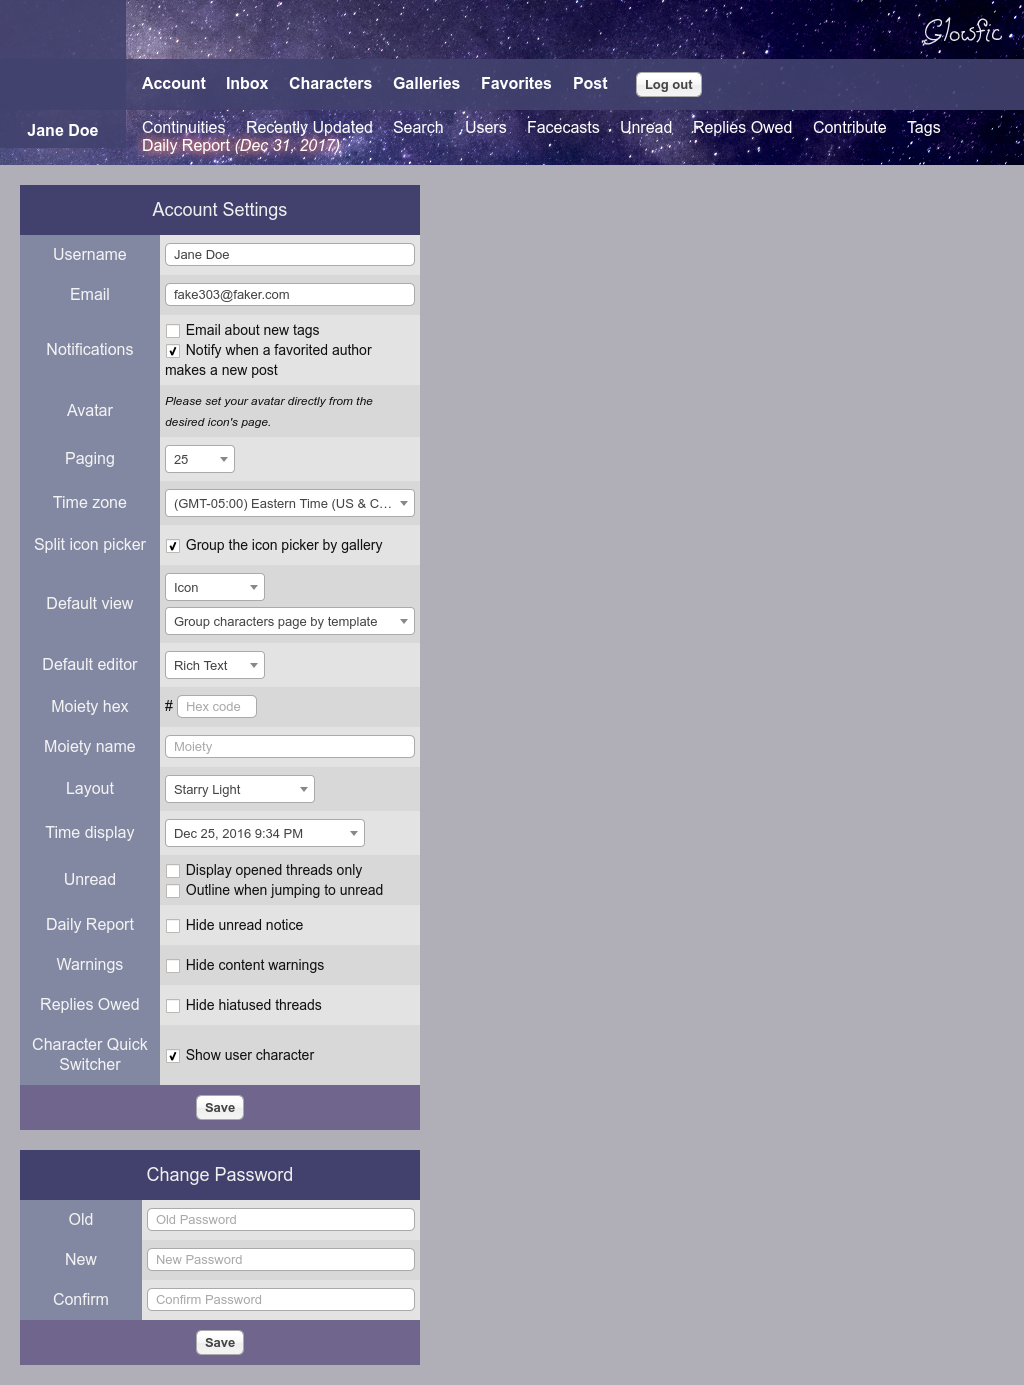 Glowfic
Account Inbox Characters Galleries Favorites Post Log out
Jane Doe
Continuities Recently Updated Search Users Facecasts Unread Replies Owed Contribute Tags
Daily Report (Dec 31, 2017)
Account Settings
Username Jane Doe
Email fake303@faker.com
Notifications
Email about new tags
Notify when a favorited author
makes a new post
Avatar
Please set your avatar directly from the
desired icon's page.
Paging 25
Time zone (GMT-05:00) Eastern Time (US & C...
Split icon picker Group the icon picker by gallery
Default view
Icon
Group characters page by template
Default editor Rich Text
Moiety hex # Hex code
Moiety name Moiety
Layout Starry Light
Time display Dec 25, 2016 9:34 PM
Unread
Display opened threads only
Outline when jumping to unread
Daily Report Hide unread notice
Warnings Hide content warnings
Replies Owed Hide hiatused threads
Character Quick
Switcher
Show user character
Save
Change Password
Old Old Password
New New Password
Confirm Confirm Password
Save